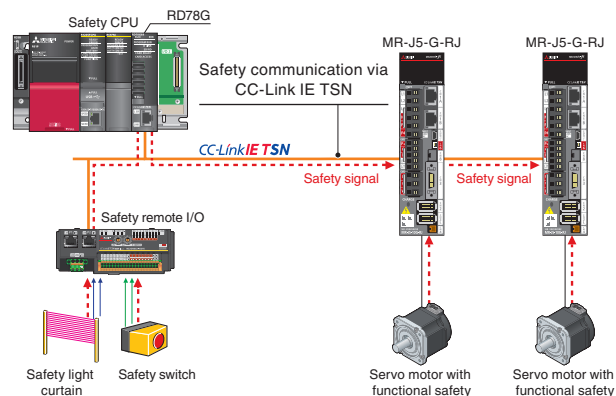 Safety CPU
RD78G
MR-J5-G-RJ
MR-J5-G-RJ
Safety communication via
CC-Link IE TSN
CC-Link IE TSN
Safety signal
Safety signal
Safety remote I/O
CHARGE
CHARGE
Safety light
curtain
Safety switch
Servo motor with
functional safety
Servo motor with
functional safety